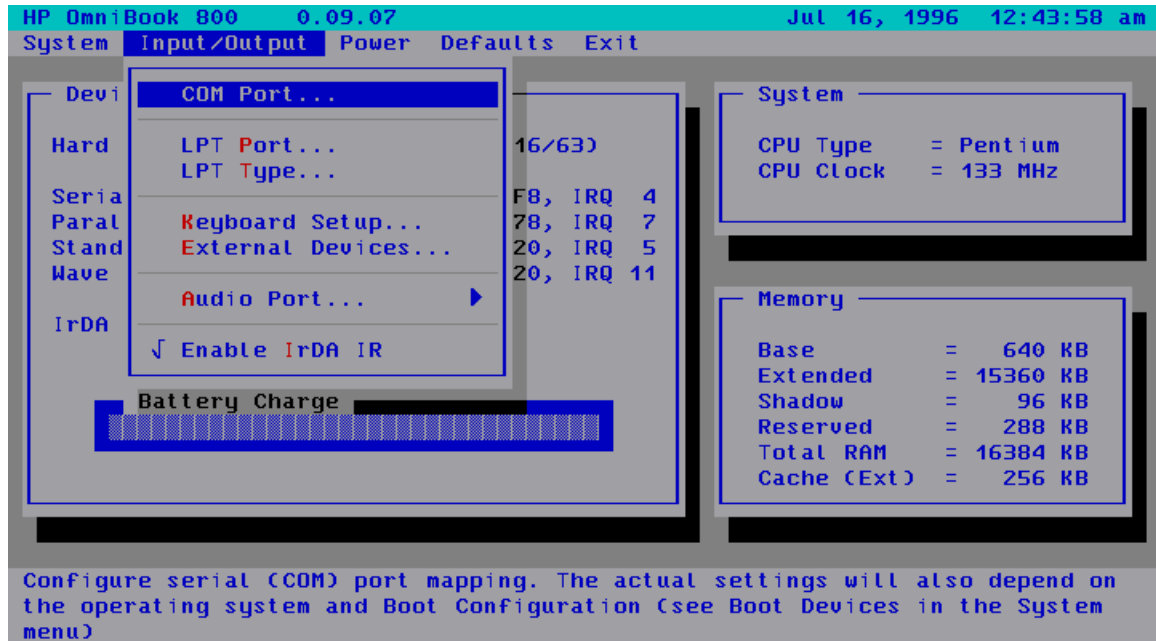 HP OmniBook 800 0.09.07 Jul 16, 1996 12:43:58 am
System Input/Output Power Defaults Exit
Devi
Hard 16/63)
Seria F8, IRQ 4
Paral 78, IRQ 7
Stand 20, IRQ 5
Wave 20, IRQ 11
IrDA
COM Port...
LPT Port...
LPT Type...
Keyboard Setup...
External Devices...
Audio Port...
√ Enable IrDA IR
Battery Charge
System
CPU Type = Pentium
CPU Clock = 133 MHz
Memory
Base = 640 KB
Extended = 15360 KB
Shadow = 96 KB
Reserved = 288 KB
Total RAM = 16384 KB
Cache (Ext) = 256 KB
Configure serial (COM) port mapping. The actual settings will also depend on
the operating system and Boot Configuration (see Boot Devices in the System
menu)